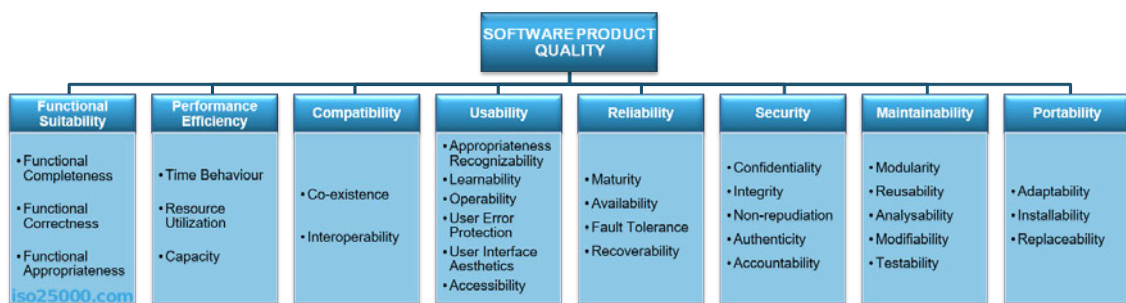 SOFTWARE PRODUCT
QUALITY
Functional
Suitability
• Functional
Completeness
• Functional
Correctness
• Functional
Appropriateness
iso25000.com
Performance
Efficiency
• Time Behaviour
• Resource
Utilization
• Capacity
Compatibility
• Co-existence
• Interoperability
Usability
• Appropriateness
Recognizability
• Learnability
• Operability
• User Error
Protection
• User Interface
Aesthetics
• Accessibility
Reliability
• Maturity
• Availability
• Fault Tolerance
• Recoverability
Security
• Confidentiality
• Integrity
• Non-repudiation
• Authenticity
• Accountability
Maintainability
• Modularity
• Reusability
• Analysability
• Modifiability
• Testability
Portability
• Adaptability
• Installability
• Replaceability